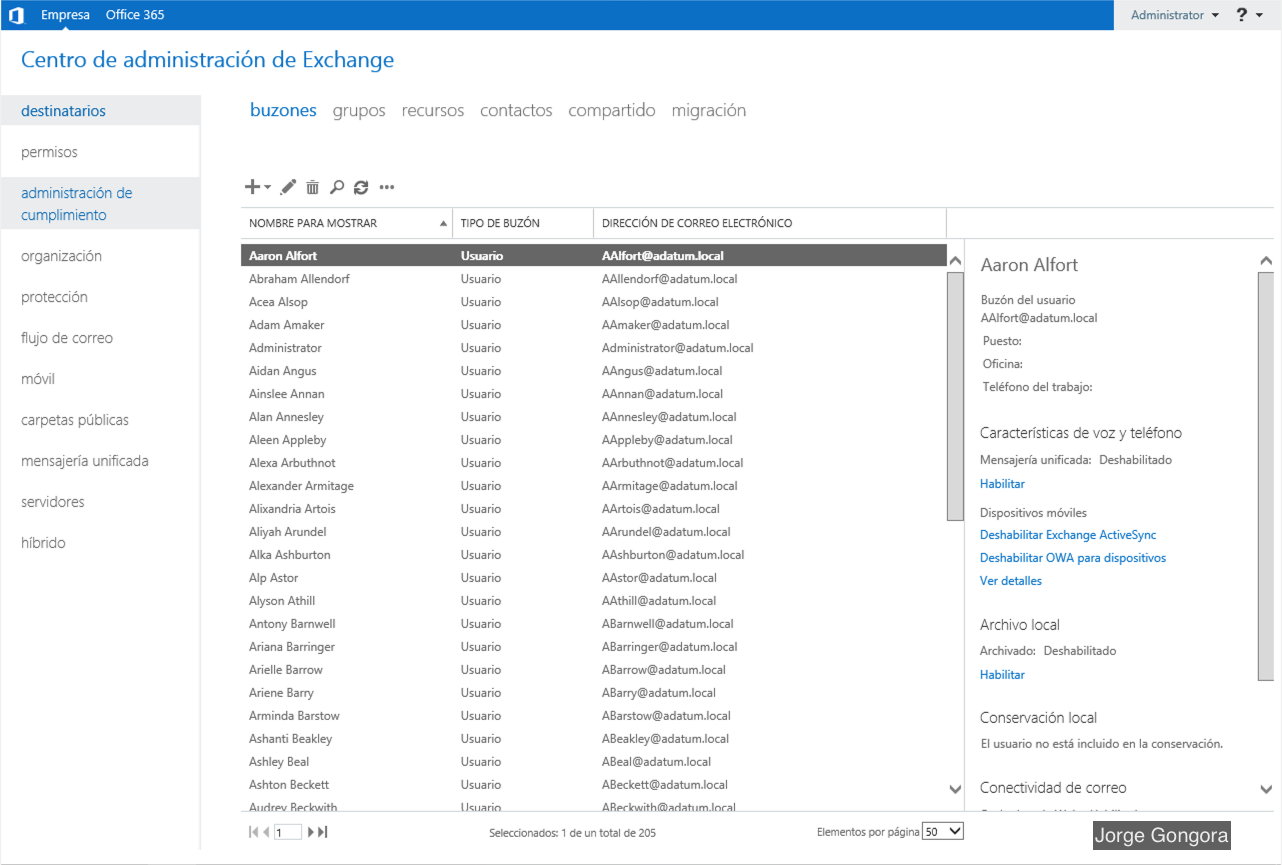 Empresa Office 365 Administrator ?
Centro de administración de Exchange
destinatarios
permisos
administración de
cumplimiento
organización
protección
flujo de correo
móvil
carpetas públicas
mensajería unificada
servidores
híbrido
buzones grupos recursos contactos compartido migración
NOMBRE PARA MOSTRAR TIPO DE BUZÓN DIRECCIÓN DE CORREO ELECTRÓNICO
Aaron Alfort Usuario AAlfort@adatum.local
Abraham Allendorf Usuario AAllendorf@adatum.local
Acea Alsop Usuario AAlsop@adatum.local
Adam Amaker Usuario AAmaker@adatum.local
Administrator Usuario Administrator@adatum.local
Aidan Angus Usuario AAngus@adatum.local
Ainslee Annan Usuario AAnnan@adatum.local
Alan Annesley Usuario AAnnesley@adatum.local
Aleen Appleby Usuario AAppleby@adatum.local
Alexa Arbuthnot Usuario AArbuthnot@adatum.local
Alexander Armitage Usuario AArmitage@adatum.local
Alixandria Artois Usuario AArtois@adatum.local
Aliyah Arundel Usuario AArundel@adatum.local
Alka Ashburton Usuario AAshburton@adatum.local
Alp Astor Usuario AAstor@adatum.local
Alyson Athill Usuario AAthill@adatum.local
Antony Barnwell Usuario ABarnwell@adatum.local
Ariana Barringer Usuario ABarringer@adatum.local
Arielle Barrow Usuario ABarrow@adatum.local
Ariene Barry Usuario ABarry@adatum.local
Arminda Barstow Usuario ABarstow@adatum.local
Ashanti Beakley Usuario ABeakley@adatum.local
Ashley Beal Usuario ABeal@adatum.local
Ashton Beckett Usuario ABeckett@adatum.local
Audrey Beckwith Usuario ABeckwith@adatum.local
1 Seleccionados: 1 de un total de 205 Elementos por página 50
Aaron Alfort
Buzón del usuario
AAlfort@adatum.local
Puesto:
Oficina:
Teléfono del trabajo:
Características de voz y teléfono
Mensajería unificada: Deshabilitado
Habilitar
Dispositivos móviles
Deshabilitar Exchange ActiveSync
Deshabilitar OWA para dispositivos
Ver detalles
Archivo local
Archivado: Deshabilitado
Habilitar
Conservación local
El usuario no está incluido en la conservación.
Conectividad de correo
Jorge Gongora